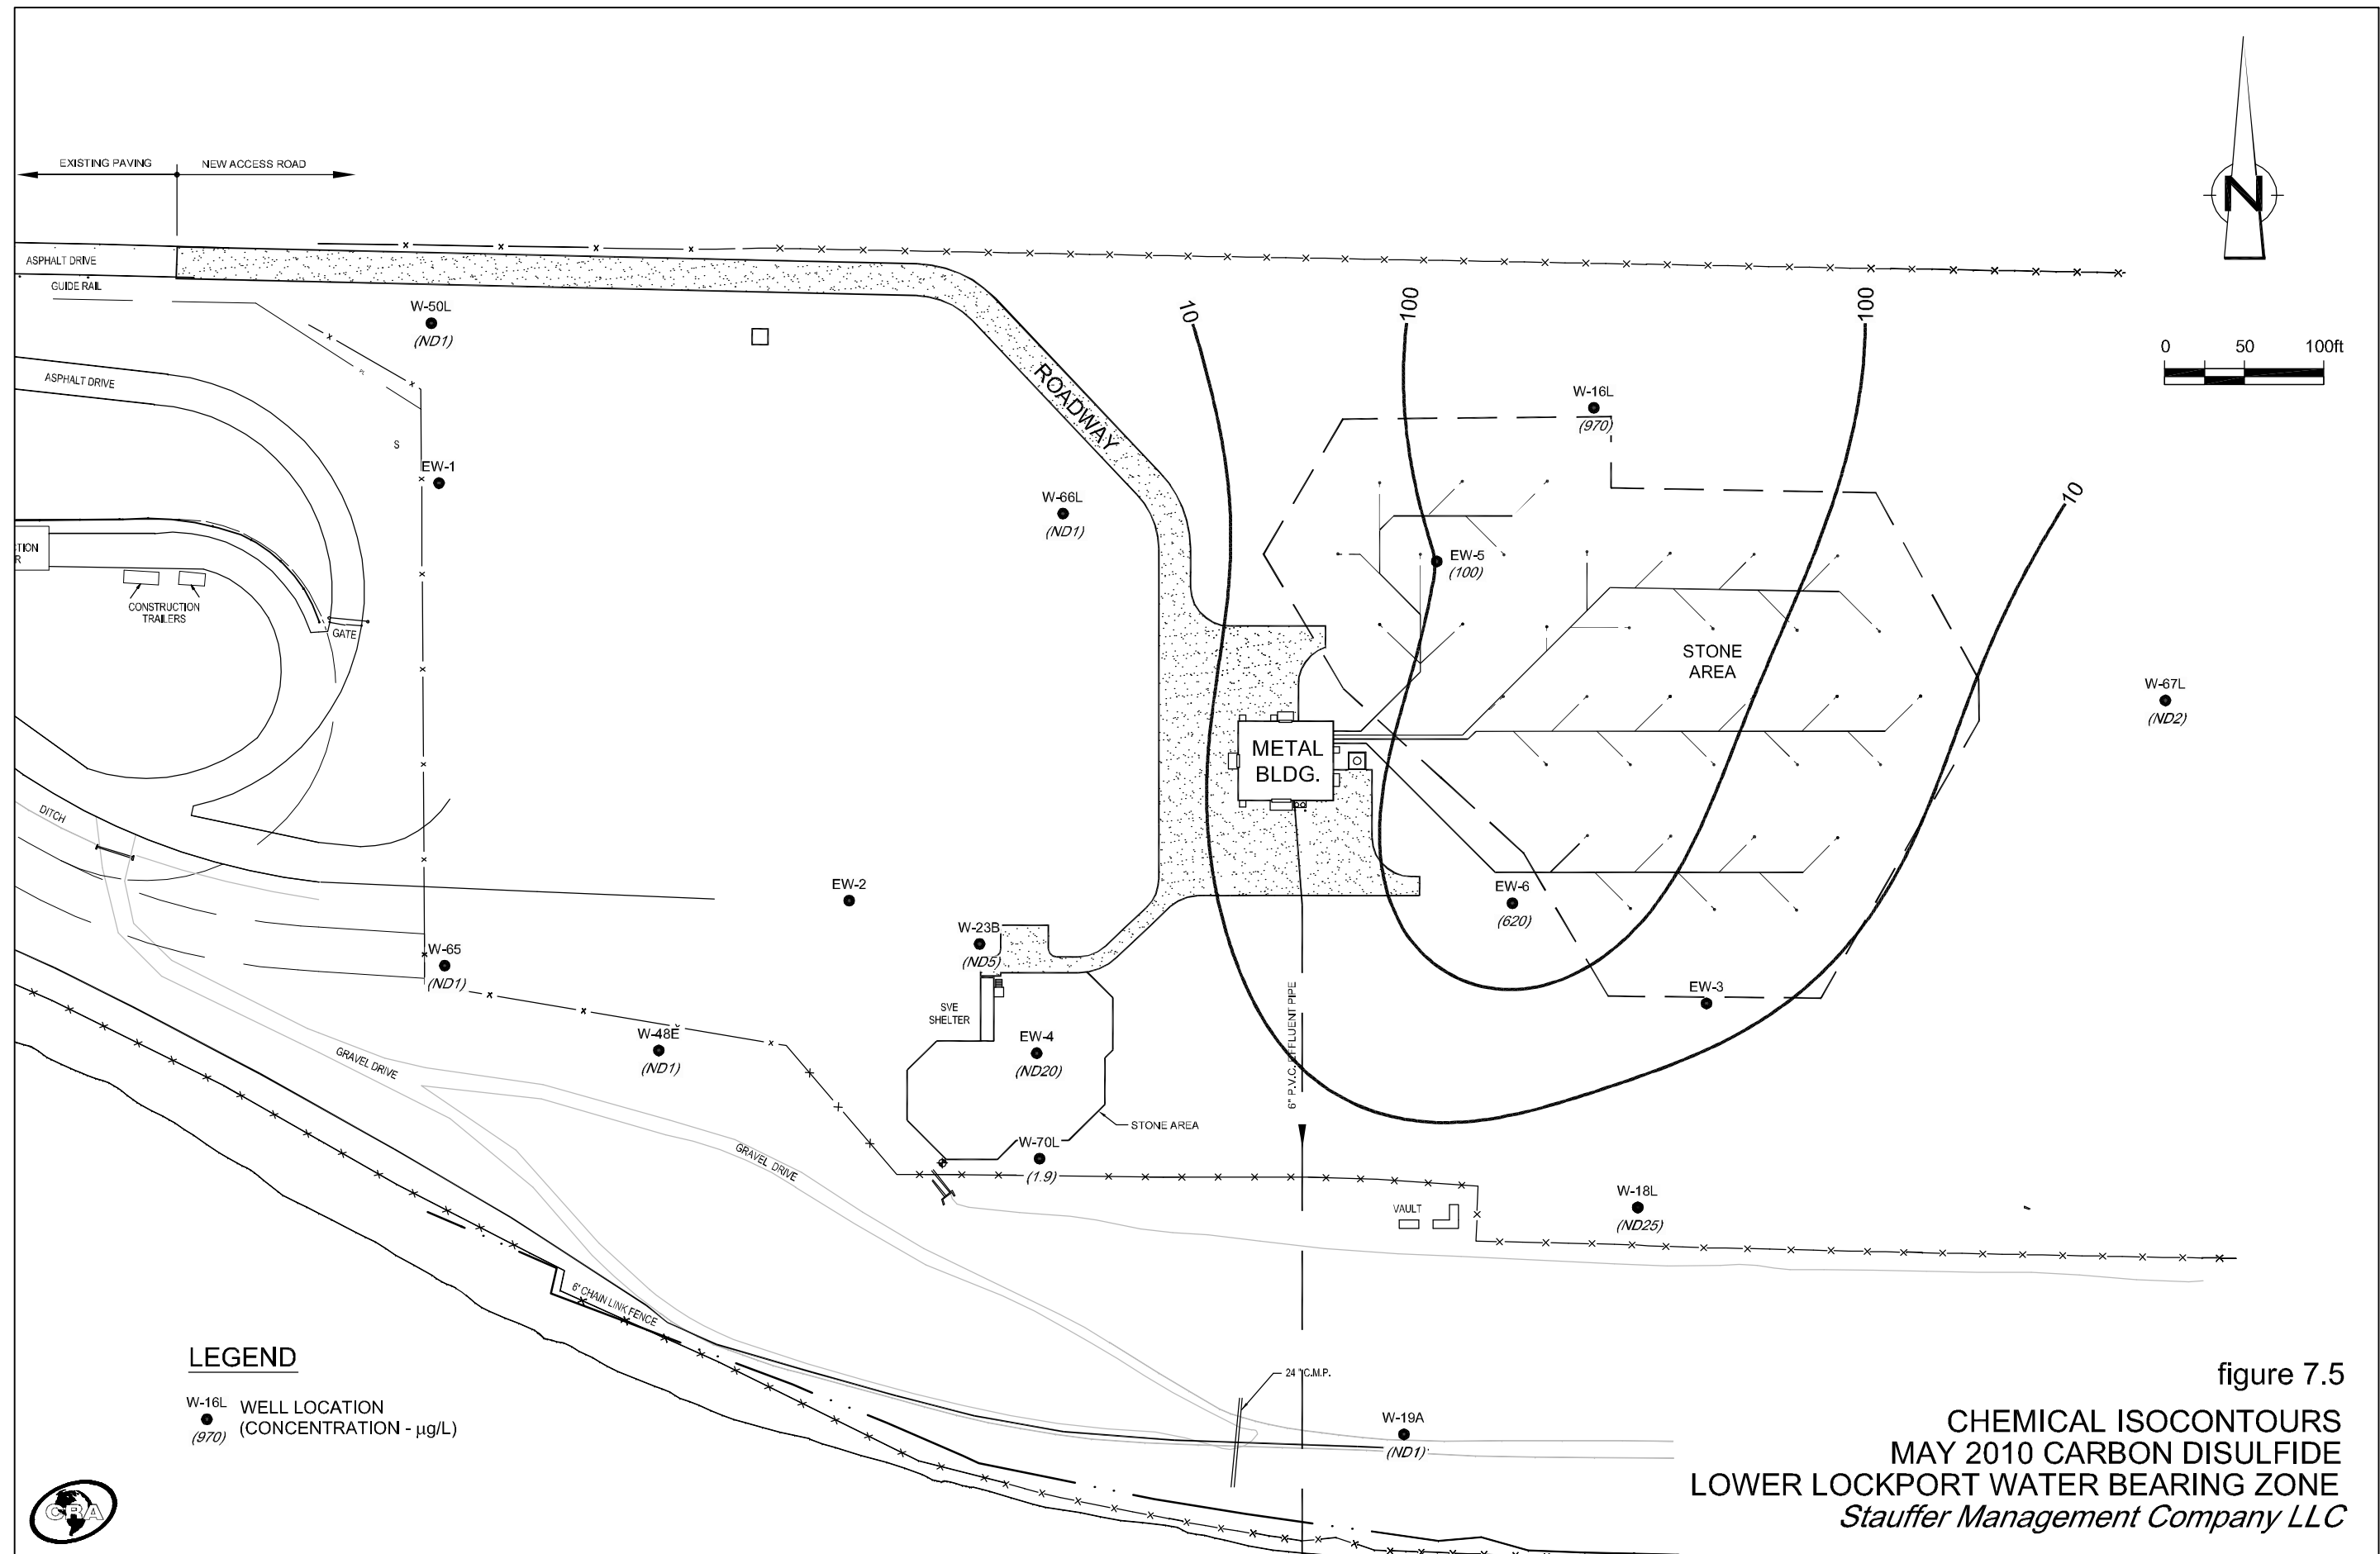 EXISTING PAVING
NEW ACCESS ROAD
N
ASPHALT DRIVE
GUIDE RAIL
W-50L
(ND1)
10
100
100
0 50 100ft
ROADWAY
ASPHALT DRIVE
W-16L
(970)
S
EW-1
W-66L
(ND1)
10
EW-5
(100)
CONSTRUCTION
TRAILERS
GATE
STONE
AREA
W-67L
(ND2)
METAL
BLDG.
DITCH
EW-2
EW-6
(620)
W-23B
(ND5)
W-65
(ND1)
EW-3
SVE
SHELTER
EW-4
(ND20)
W-48E
(ND1)
6" P.V.C. EFFLUENT PIPE
GRAVEL DRIVE
STONE AREA
GRAVEL DRIVE
W-70L
(1.9)
VAULT
W-18L
(ND25)
6' CHAIN LINK FENCE
24 "C.M.P.
W-19A
(ND1)
LEGEND
W-16L
(970)
WELL LOCATION
(CONCENTRATION - µg/L)
CRA
figure 7.5
CHEMICAL ISOCONTOURS
MAY 2010 CARBON DISULFIDE
LOWER LOCKPORT WATER BEARING ZONE
Stauffer Management Company LLC